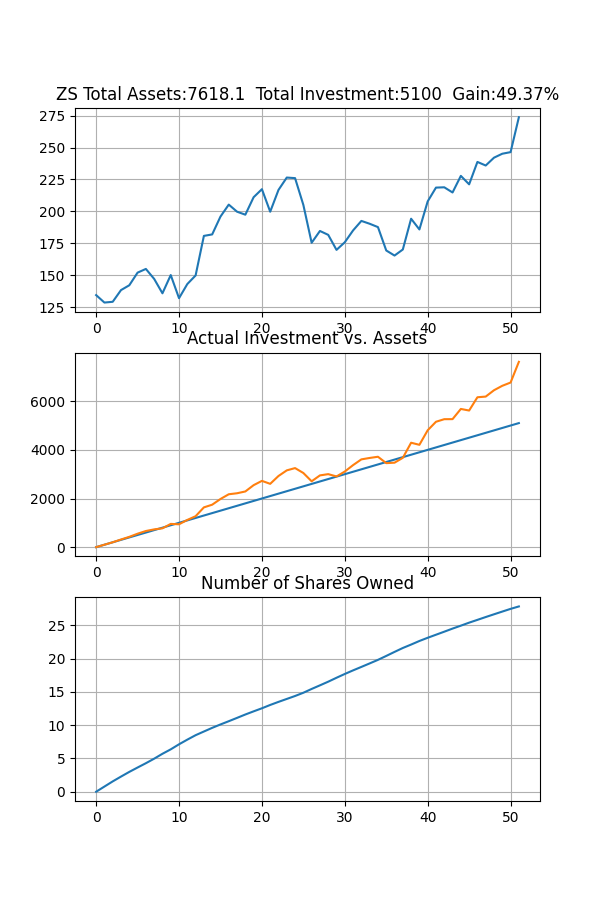 ZS Total Assets:7618.1  Total Investment:5100  Gain:49.37%
275
250
225
200
175
150
125
0 10 20 30 40 50
Actual Investment vs. Assets
6000
4000
2000
0
0 10 20 30 40 50
Number of Shares Owned
25
20
15
10
5
0
0 10 20 30 40 50